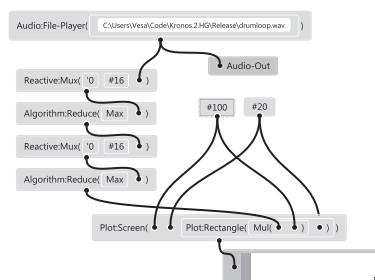 Audio:File-Player( C:\Users\Vesa\Code\Kronos.2.HG\Release\drumloop.wav )
Audio-Out
Reactive:Mux( '0 #16 )
Algorithm:Reduce( Max )
#100 #20
Reactive:Mux( '0 #16 )
Algorithm:Reduce( Max )
Plot:Screen( Plot:Rectangle( Mul( ) ) )